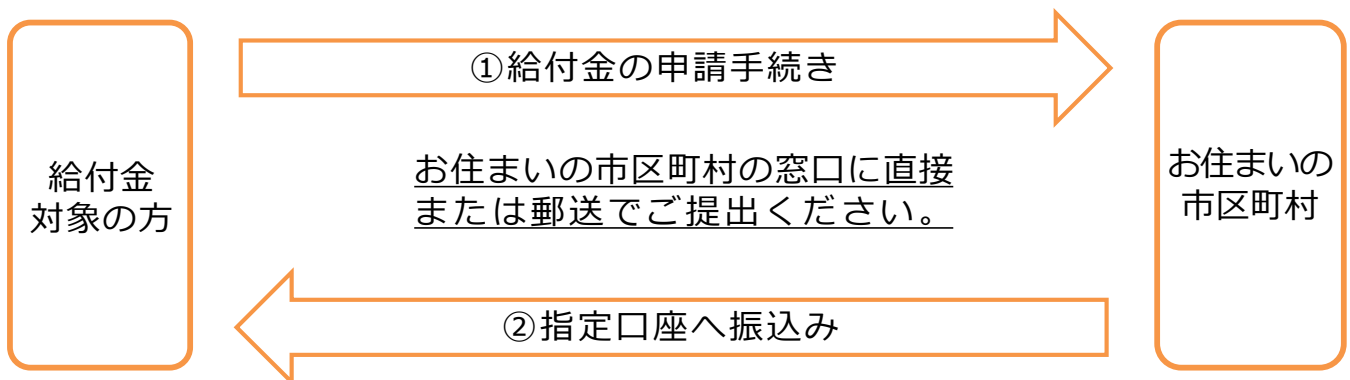 ①給付金の申請手続き
給付金
対象の方
お住まいの市区町村の窓口に直接
または郵送でご提出ください。
お住まいの
市区町村
②指定口座へ振込み